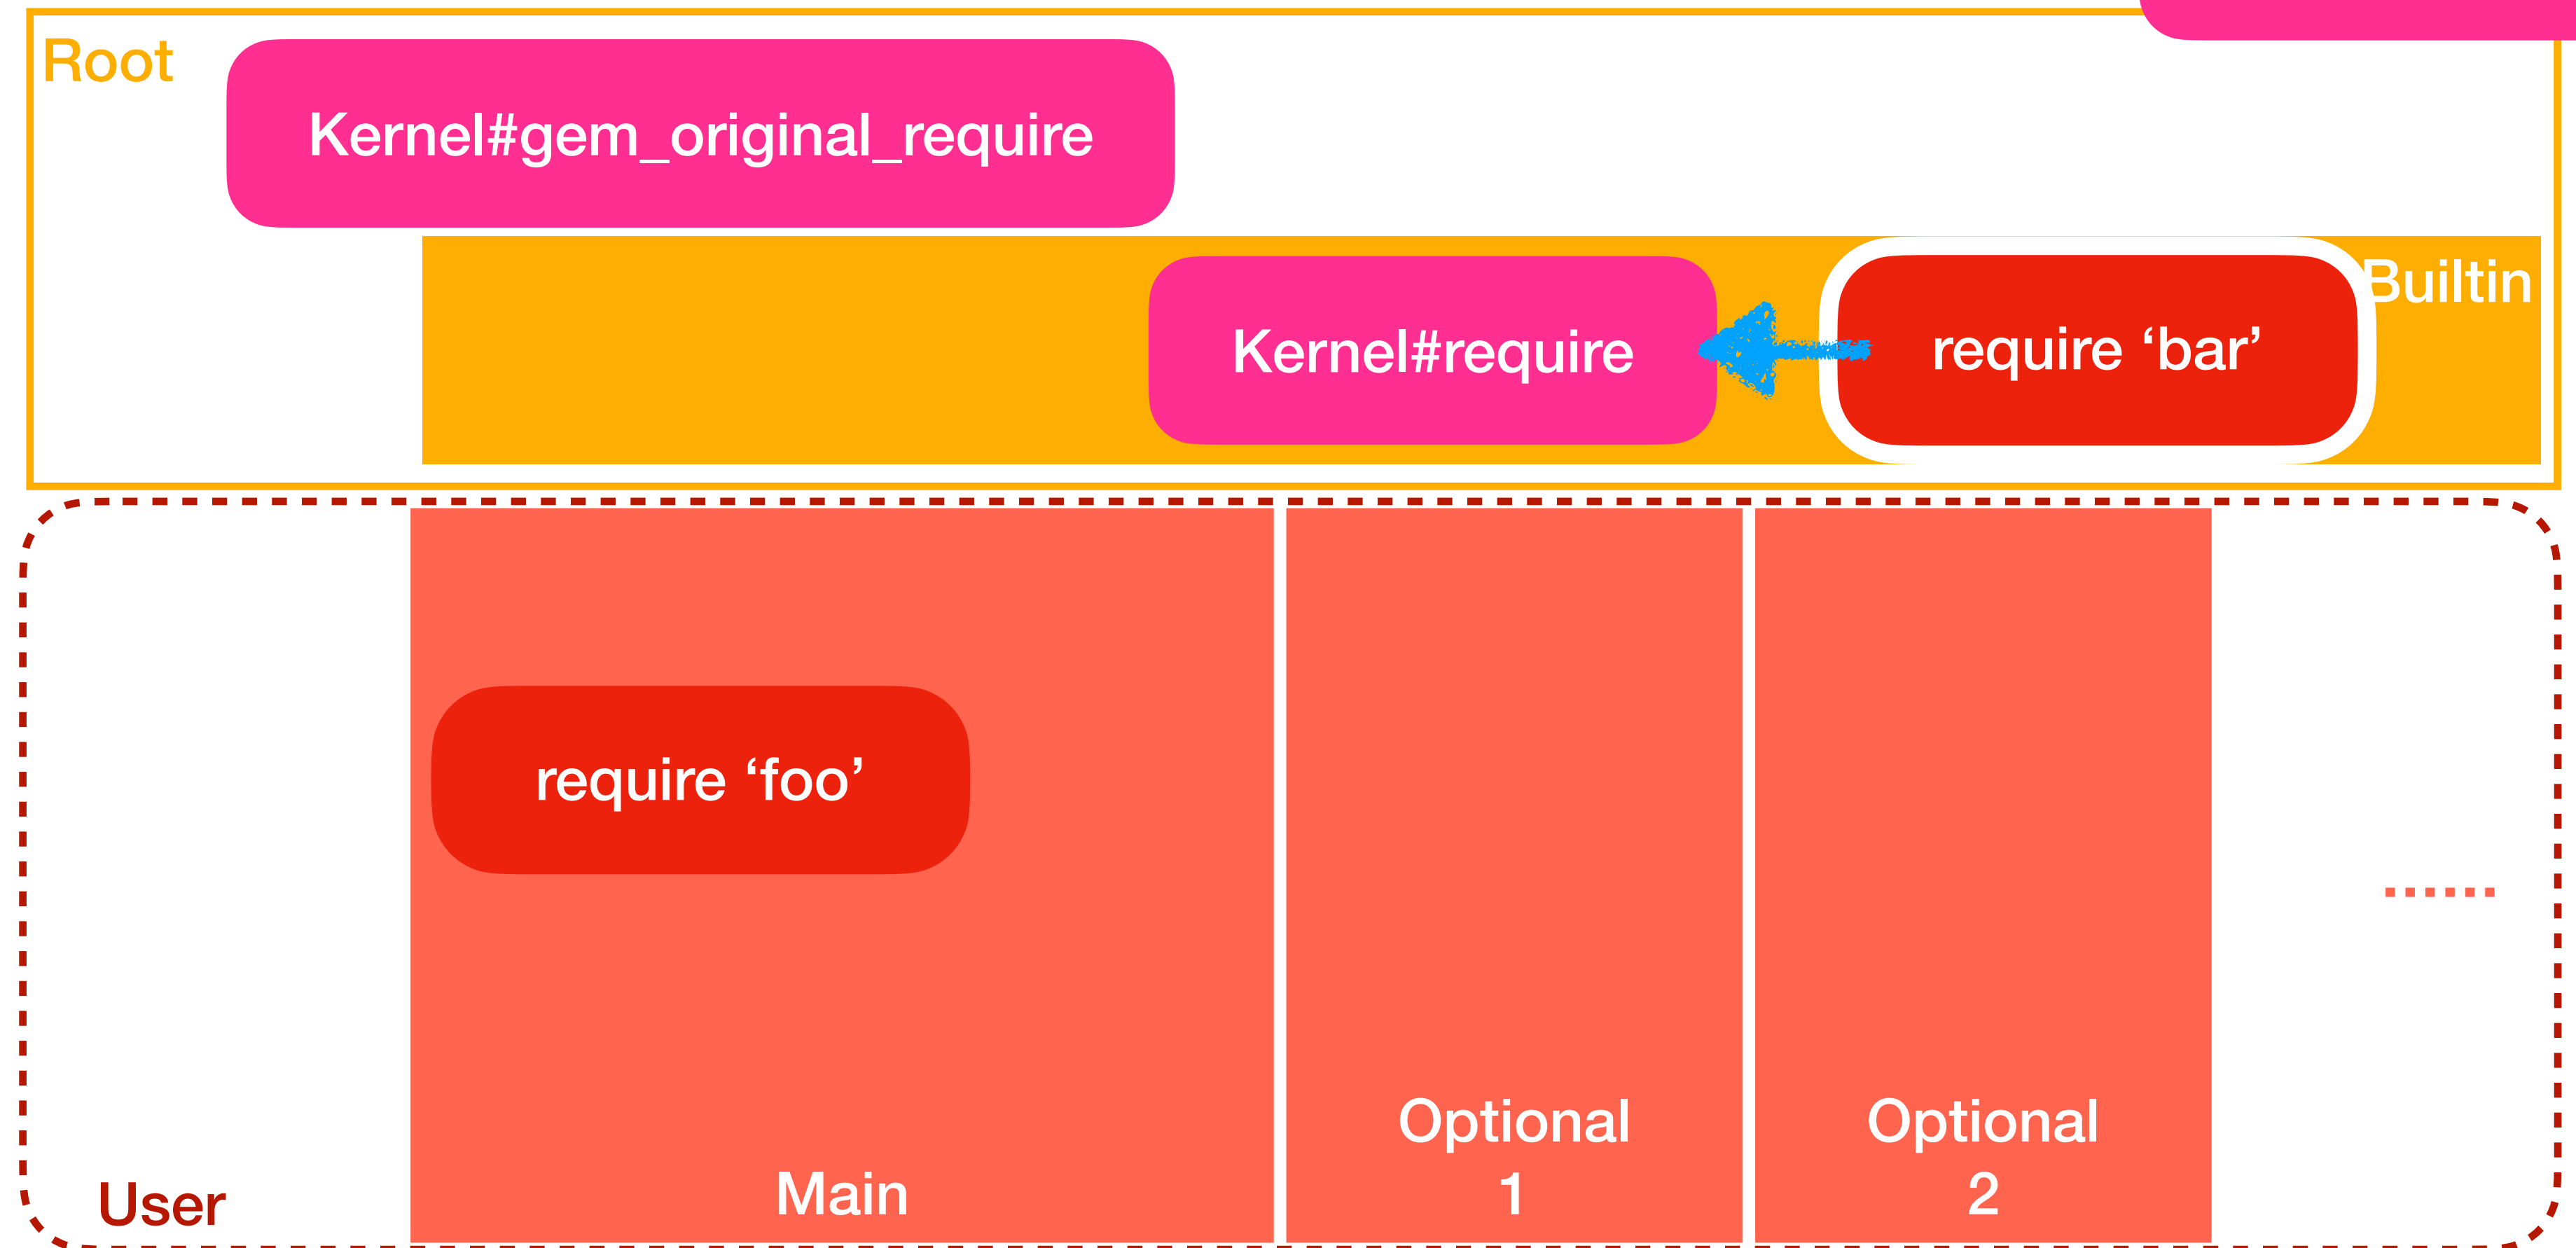 Root
Kernel#gem_original_require
Builtin
Kernel#require
require ‘bar’
require ‘foo’
......
Main
Optional
1
Optional
2
User